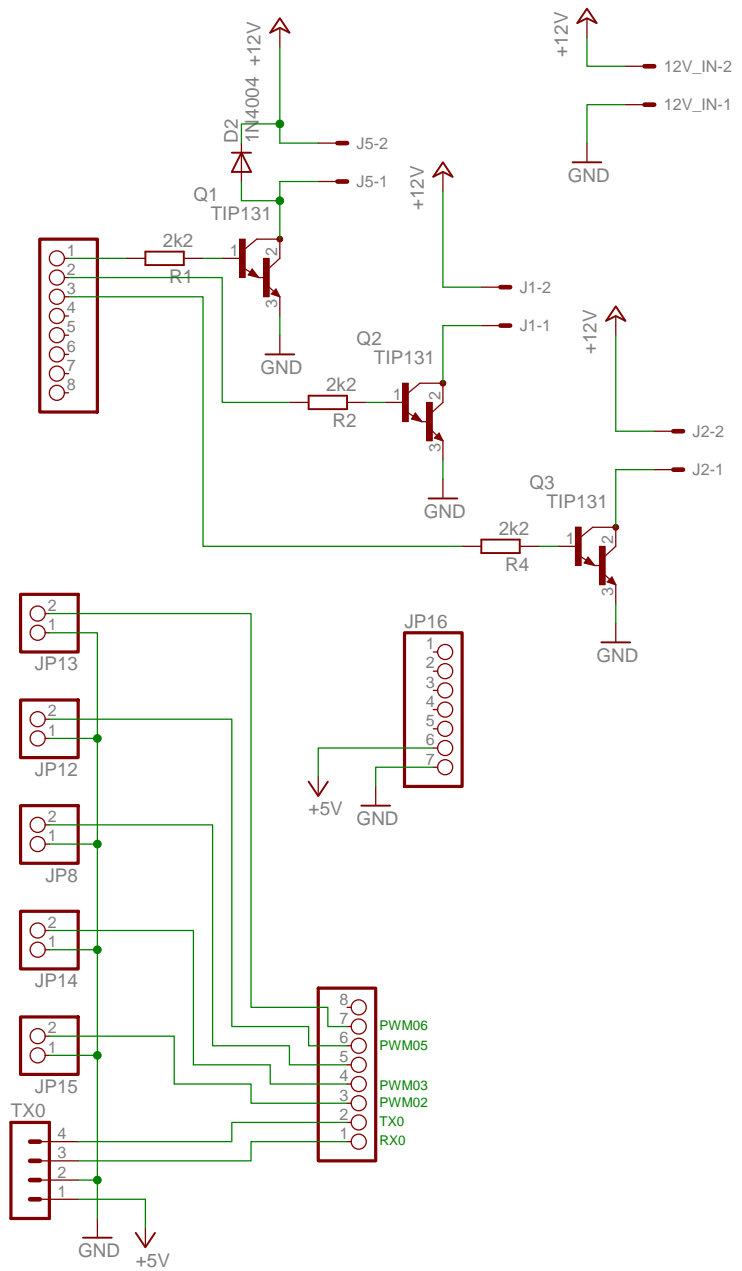 +12V
+12V
12V_IN-2
12V_IN-1
GND
D2
1N4004
J5-2
J5-1
Q1
TIP131
1
2
3
GND
+12V
J1-2
J1-1
1
2
3
4
5
6
7
8
2k2
R1
Q2
TIP131
1
2
3
GND
2k2
R2
+12V
J2-2
J2-1
Q3
TIP131
1
2
3
GND
2k2
R4
2
1
JP13
2
1
JP12
2
1
JP8
2
1
JP14
2
1
JP15
JP16
1
2
3
4
5
6
7
+5V
GND
8
7 PWM06
6 PWM05
5
4 PWM03
3 PWM02
2 TX0
1 RX0
TX0
4
3
2
1
GND
+5V